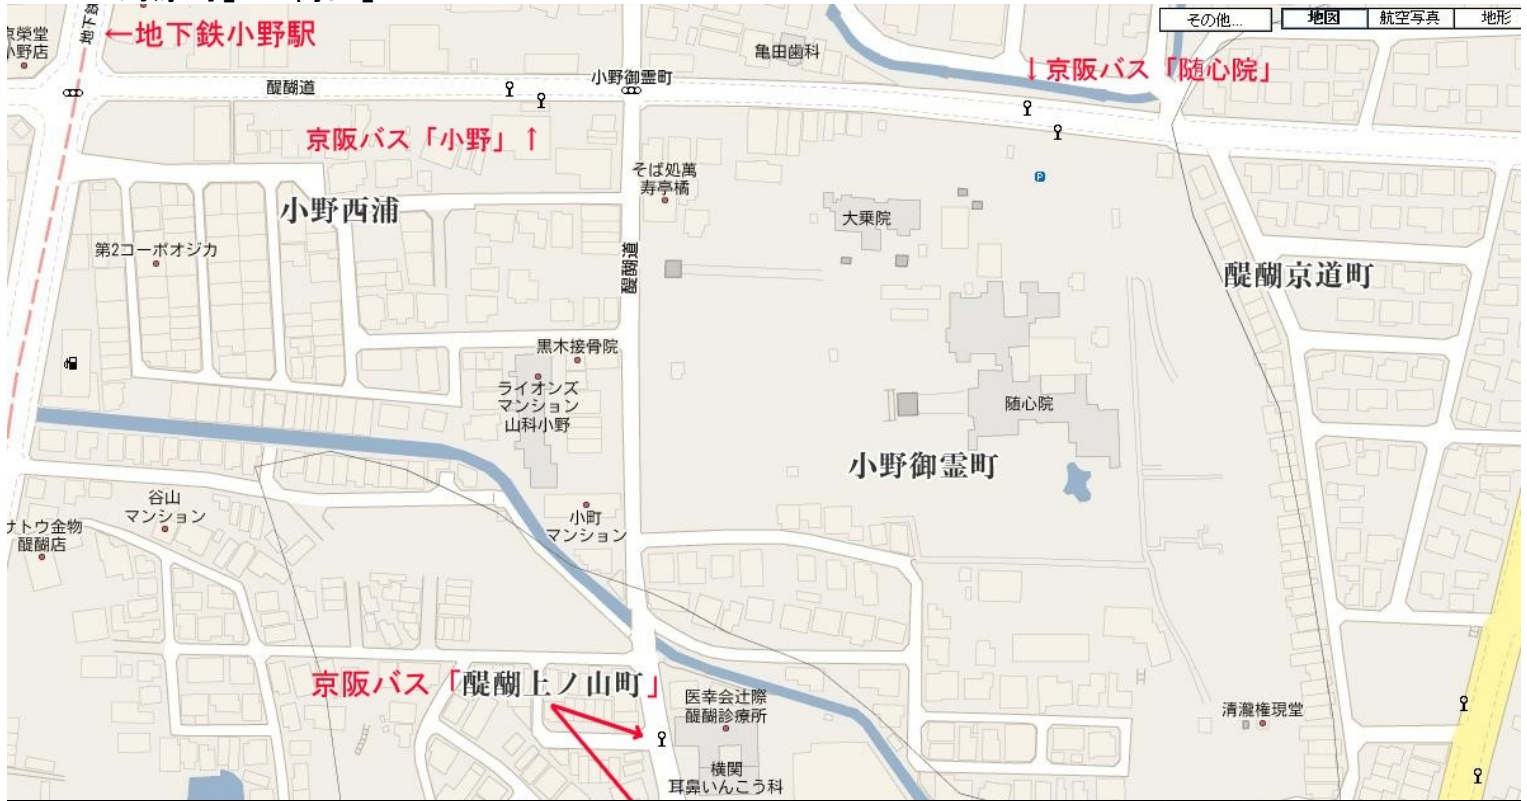 その他...
地図
航空写真
地形
地下鉄
←地下鉄小野駅
亀田歯科
小野御霊町
↓京阪バス「随心院」
醍醐道
京阪バス「小野」↑
そば処萬
寿亭橘
小野西浦
大乗院
第2コーポオジカ
醍醐道
醍醐京道町
黒木接骨院
ライオンズ
マンション
山科小野
随心院
小野御霊町
谷山
マンション
小町
マンション
サトウ金物
醍醐店
京阪バス「醍醐上ノ山町」
医幸会辻際
醍醐診療所
清瀧権現堂
横関
耳鼻いんこう科